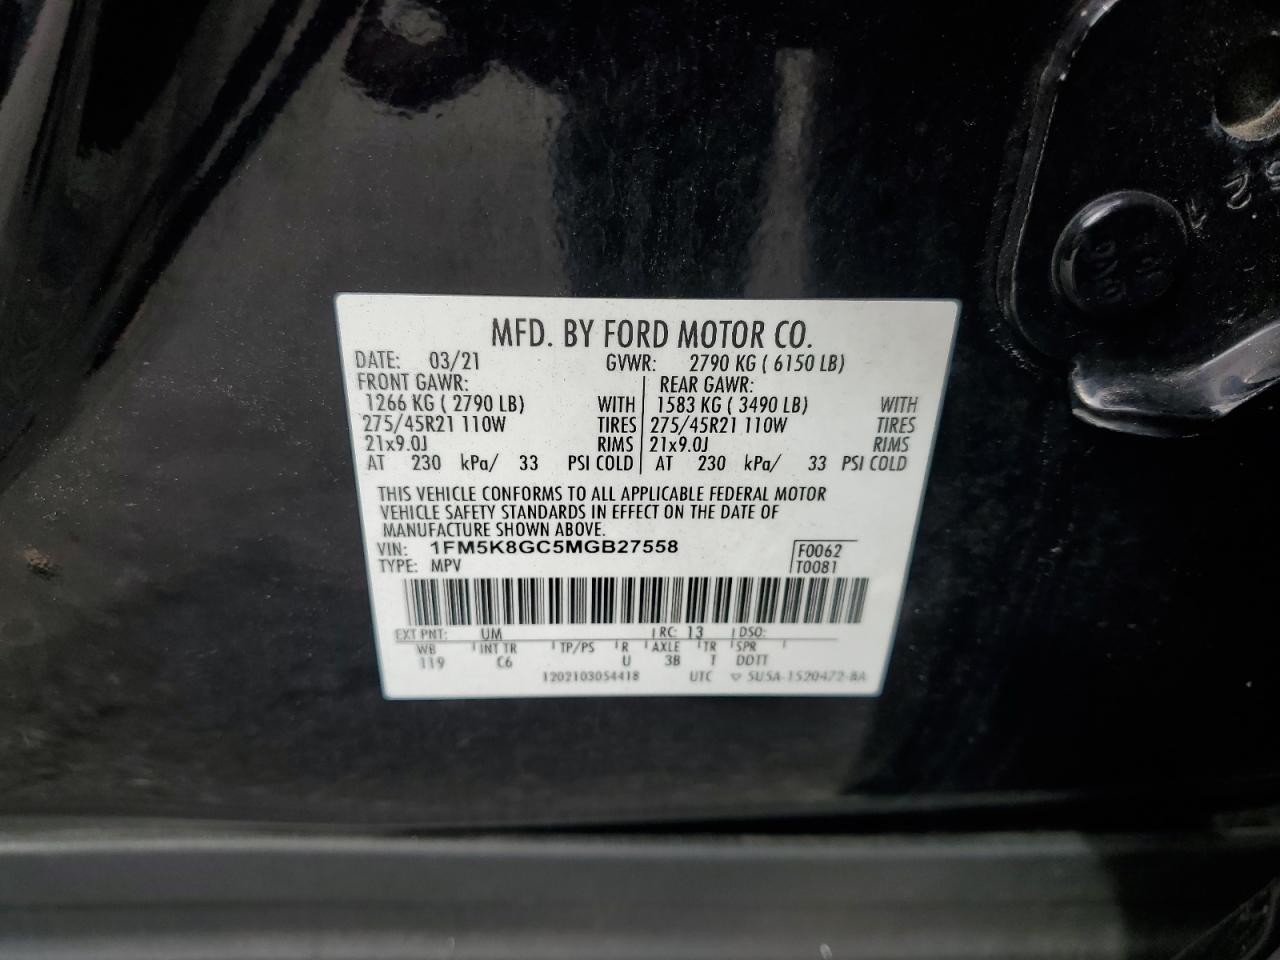 MFD. BY FORD MOTOR CO.
DATE: 03/21 GVWR: 2790 KG ( 6150 LB)
FRONT GAWR: REAR GAWR:
1266 KG ( 2790 LB) WITH 1583 KG ( 3490 LB) WITH
275/45R21 110W TIRES 275/45R21 110W TIRES
21x9.0J RIMS 21x9.0J RIMS
AT 230 kPa/ 33 PSI COLD AT 230 kPa/ 33 PSI COLD
THIS VEHICLE CONFORMS TO ALL APPLICABLE FEDERAL MOTOR
VEHICLE SAFETY STANDARDS IN EFFECT ON THE DATE OF
MANUFACTURE SHOWN ABOVE.
VIN: 1FM5K8GC5MGB27558 F0062
TYPE: MPV T0081
EXT PNT: UM RC: 13 DSO:
WB INT TR TP/PS R AXLE TR SPR
119 C6 U 3B T DDTT
1202103054418 UTC ▽ 5U5A-1520472-BA